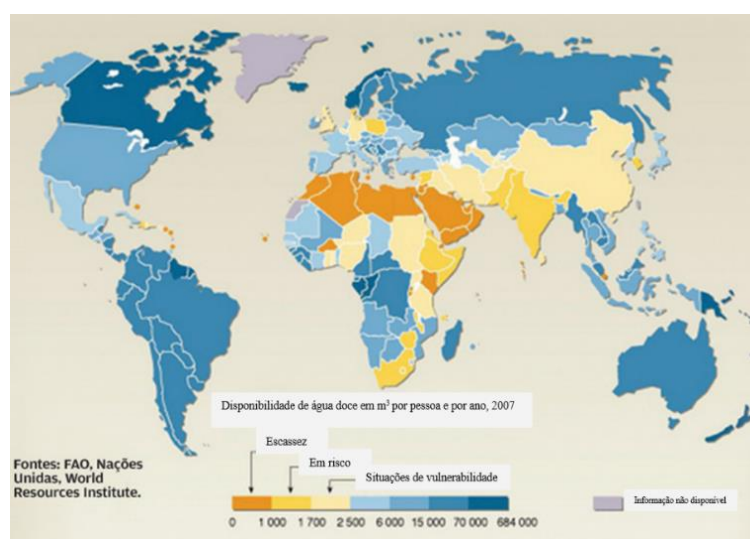 Disponibilidade de água doce em m³ por pessoa e por ano, 2007
Escassez
Em risco
Situações de vulnerabilidade
Fontes: FAO, Nações
Unidas, World
Resources Institute.
0 1 000 1 700 2 500 6 000 15 000 70 000 684 000
Informação não disponível